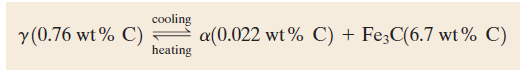 cooling
γ(0.76 wt% C) ⇌ α(0.022 wt% C) + Fe₃C(6.7 wt% C)
heating